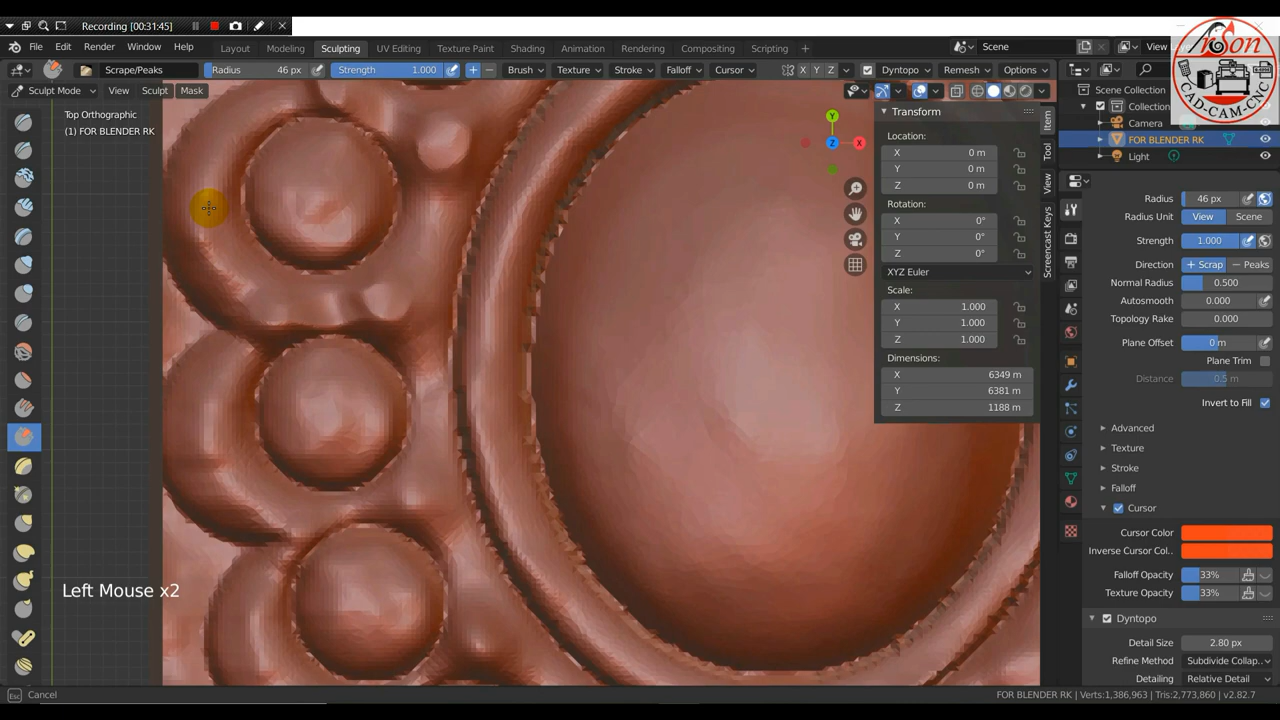 Recording [00:31:45]
File Edit Render Window Help Layout Modeling Sculpting UV Editing Texture Paint Shading Animation Rendering Compositing Scripting + Scene View
Scrape/Peaks Radius 46 px Strength 1.000 + − Brush Texture Stroke Falloff Cursor X Y Z Dyntopo Remesh Options
Sculpt Mode View Sculpt Mask
Top Orthographic
(1) FOR BLENDER RK
Y
Z
X
Left Mouse x2
Transform
Location:
X 0 m
Y 0 m
Z 0 m
Rotation:
X 0°
Y 0°
Z 0°
XYZ Euler
Scale:
X 1.000
Y 1.000
Z 1.000
Dimensions:
X 6349 m
Y 6381 m
Z 1188 m
Item
Tool
View
Screencast Keys
CAD-CAM-CNC
Scene Collection
Collection
Camera
FOR BLENDER RK
Light
Radius 46 px
Radius Unit View Scene
Strength 1.000
Direction + Scrap − Peaks
Normal Radius 0.500
Autosmooth 0.000
Topology Rake 0.000
Plane Offset 0 m
Plane Trim
Distance 0.5 m
Invert to Fill
Advanced
Texture
Stroke
Falloff
Cursor
Cursor Color
Inverse Cursor Col..
Falloff Opacity 33%
Texture Opacity 33%
Dyntopo
Detail Size 2.80 px
Refine Method Subdivide Collap..
Detailing Relative Detail
Esc Cancel
FOR BLENDER RK | Verts:1,386,963 | Tris:2,773,860 | v2.82.7